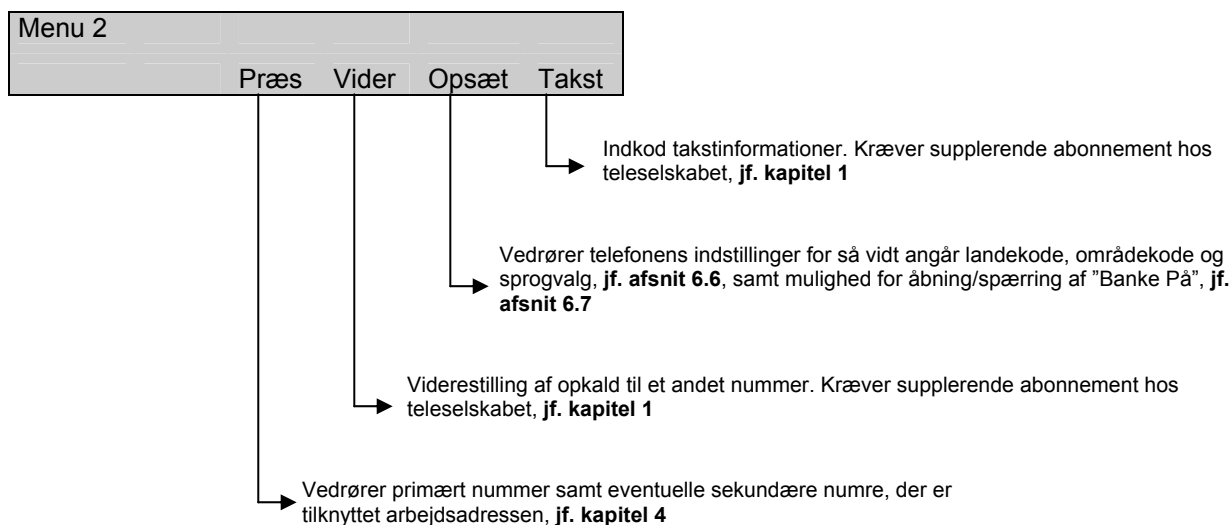 Menu 2
Præs Vider Opsæt Takst
Indkod takstinformationer. Kræver supplerende abonnement hos
teleselskabet, jf. kapitel 1
Vedrører telefonens indstillinger for så vidt angår landekode, områdekode og
sprogvalg, jf. afsnit 6.6, samt mulighed for åbning/spærring af ”Banke På”, jf.
afsnit 6.7
Viderestilling af opkald til et andet nummer. Kræver supplerende abonnement hos
teleselskabet, jf. kapitel 1
Vedrører primært nummer samt eventuelle sekundære numre, der er
tilknyttet arbejdsadressen, jf. kapitel 4